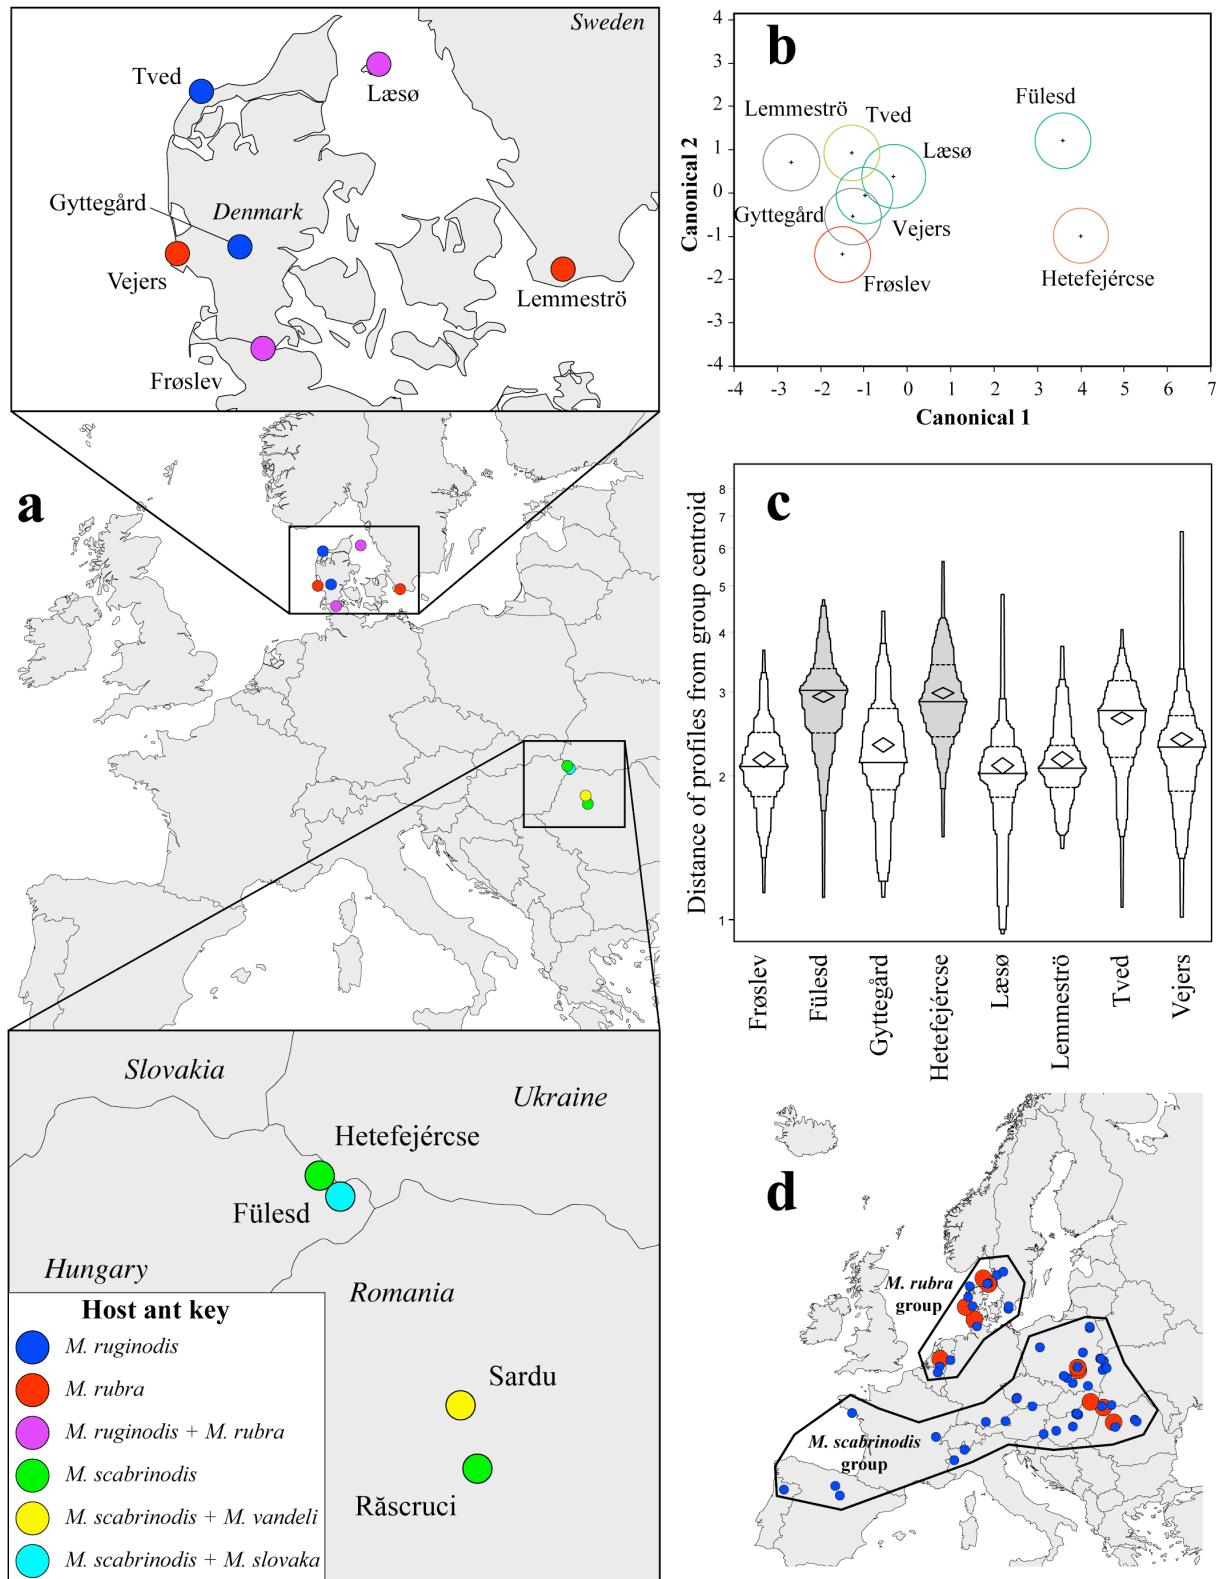 Sweden
Tved
Læsø
Gyttegård
Denmark
Vejers
Lemmeströ
Frøslev
a
Slovakia
Ukraine
Hetefejércse
Fülesd
Hungary
Romania
Sardu
Răscruci
Host ant key
M. ruginodis
M. rubra
M. ruginodis + M. rubra
M. scabrinodis
M. scabrinodis + M. vandeli
M. scabrinodis + M. slovaka
b
4
3
2
1
0
-1
-2
-3
-4
Canonical 2
Lemmeströ
Tved
Læsø
Fülesd
Gyttegård
Vejers
Frøslev
Hetefejércse
-4 -3 -2 -1 0 1 2 3 4 5 6 7
Canonical 1
c
8
7
6
5
4
3
2
1
Distance of profiles from group centroid
Frøslev
Fülesd
Gyttegård
Hetefejércse
Læsø
Lemmeströ
Tved
Vejers
d
M. rubra
group
M. scabrinodis
group